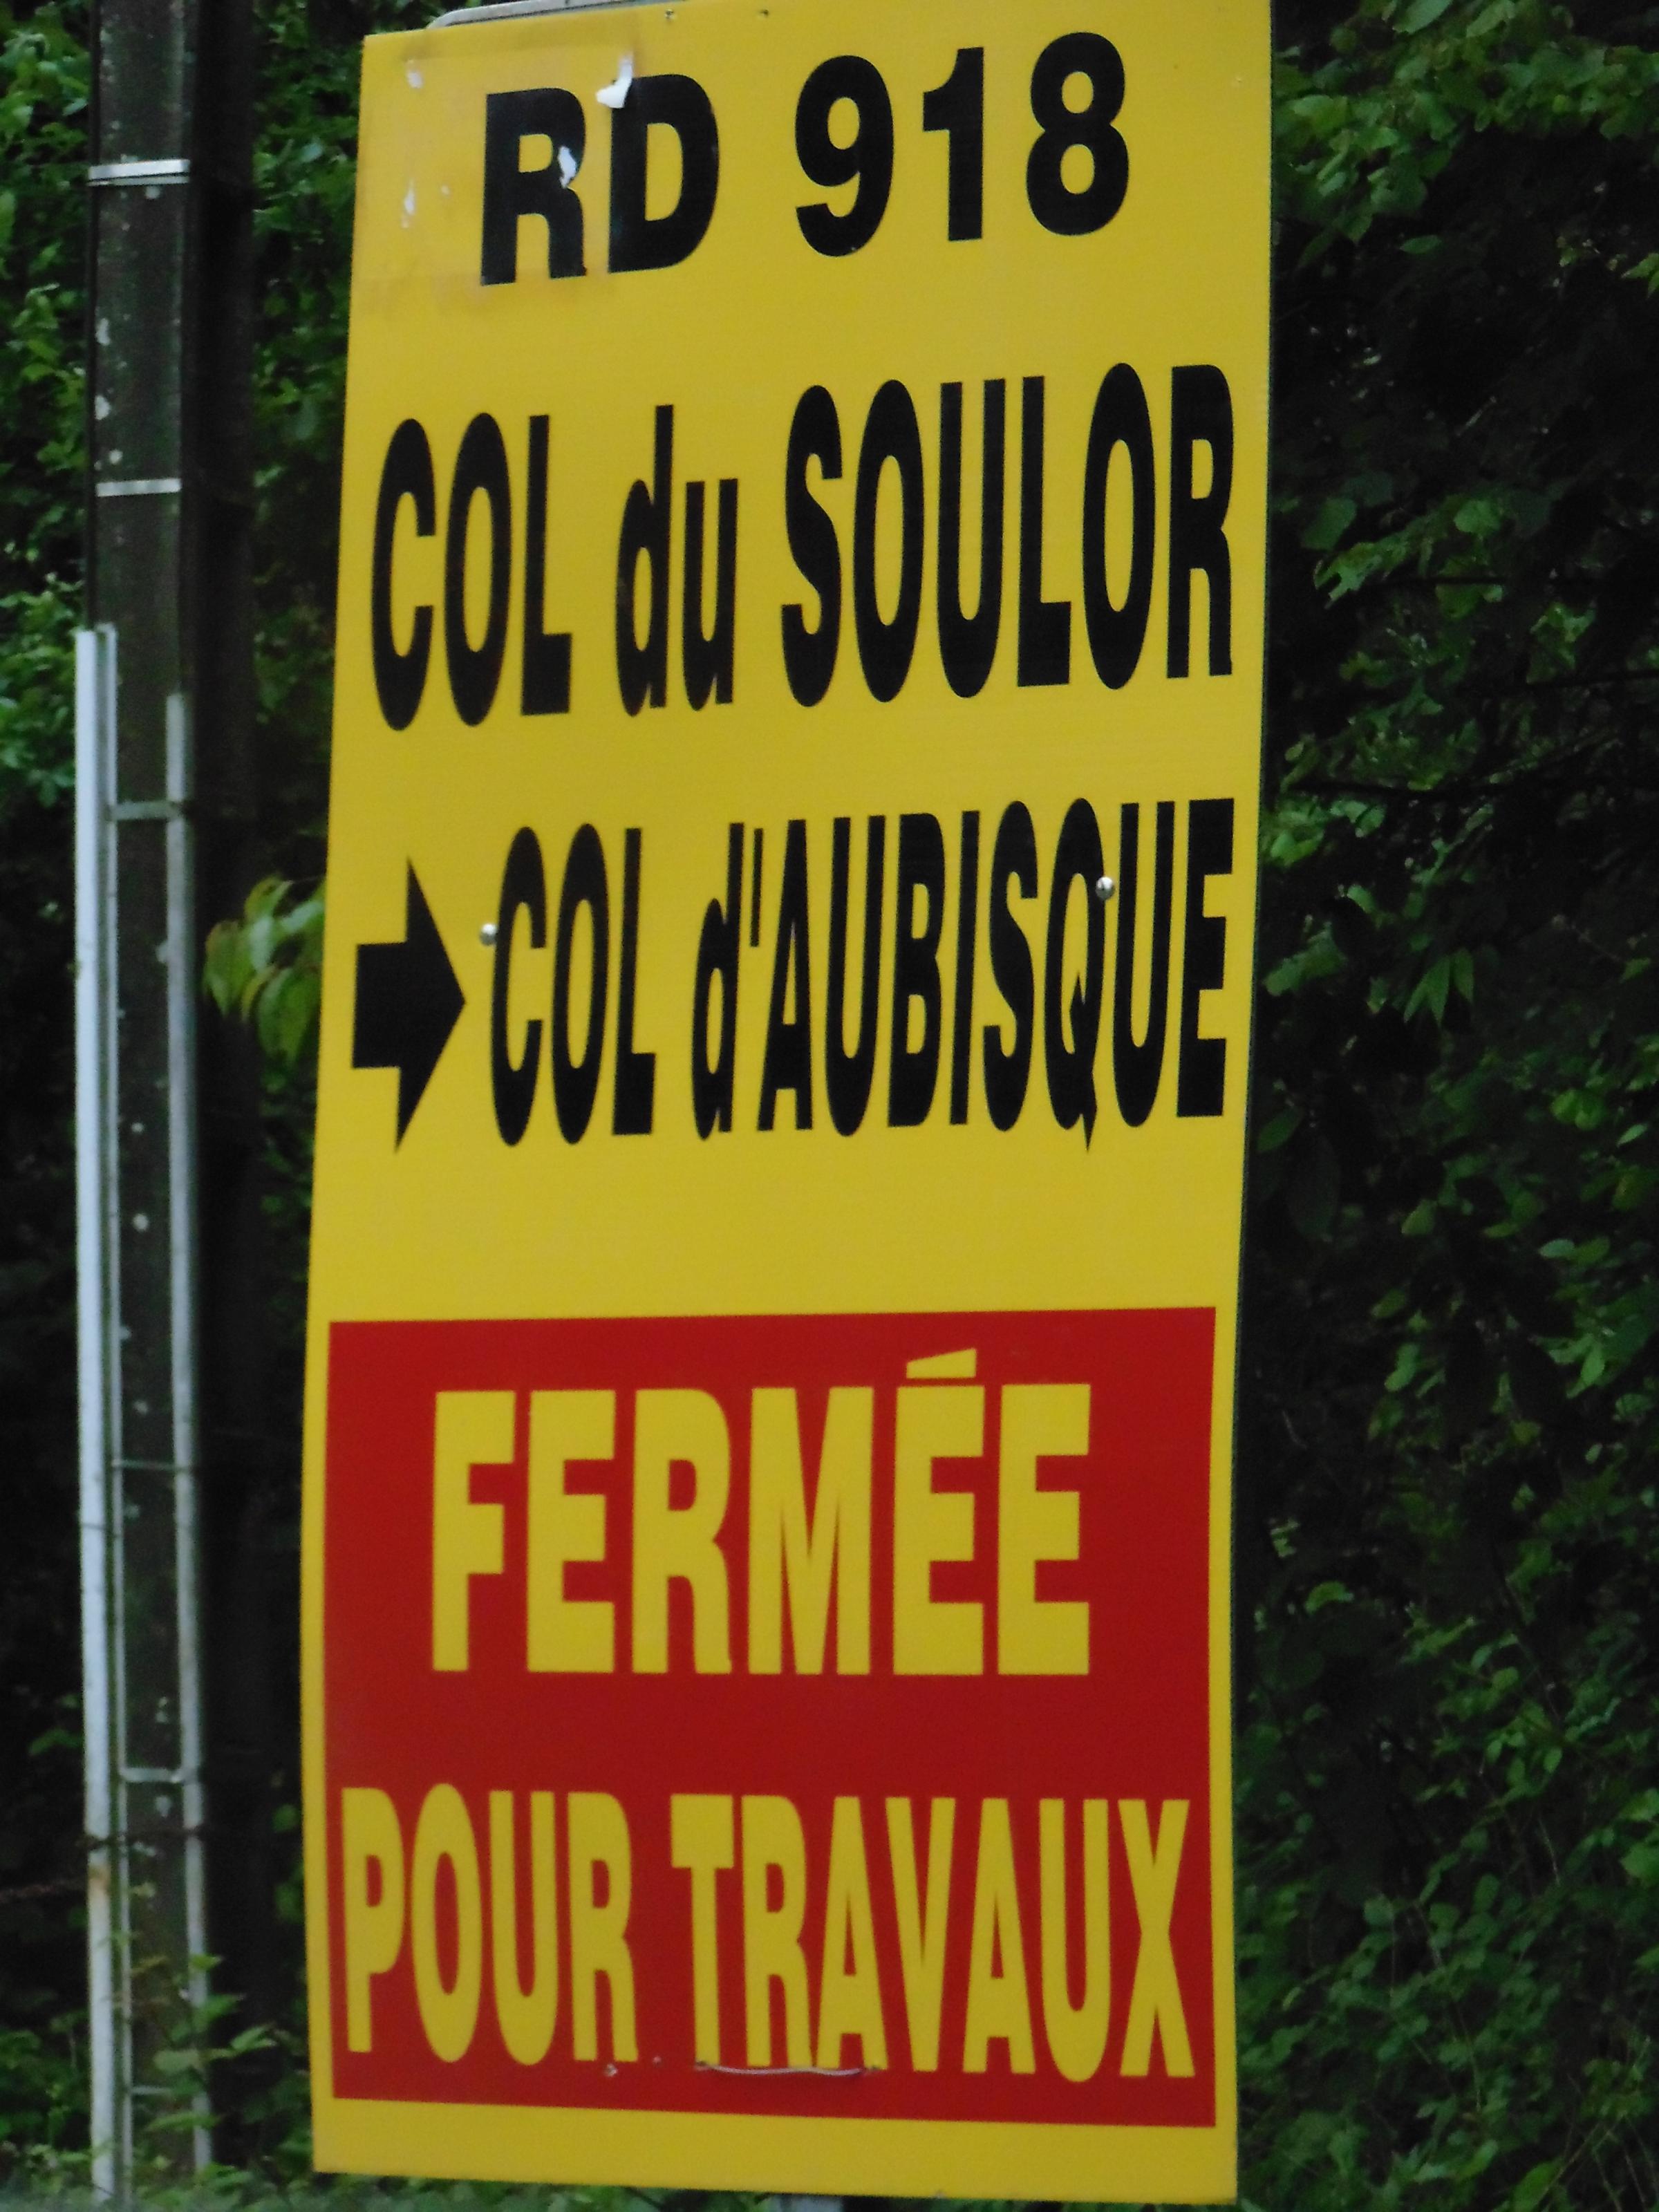 RD 918
COL du SOULOR
COL d'AUBISQUE
FERMÉE
POUR TRAVAUX